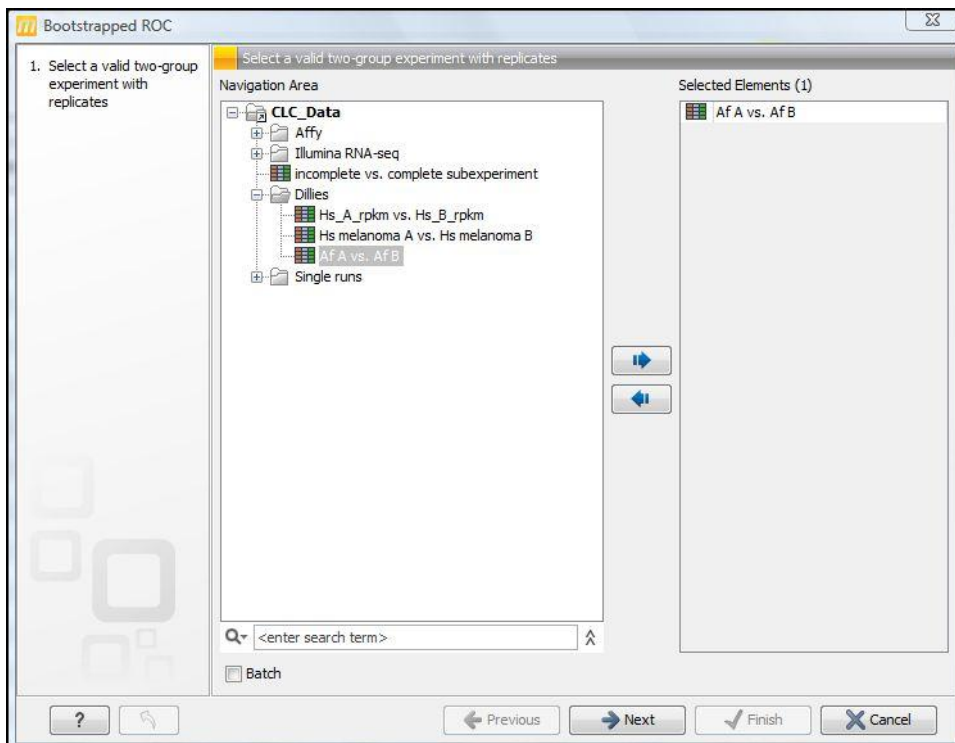 Bootstrapped ROC
1. Select a valid two-group
experiment with
replicates
Select a valid two-group experiment with replicates
Navigation Area
CLC_Data
Affy
Illumina RNA-seq
incomplete vs. complete subexperiment
Dillies
Hs_A_rpkm vs. Hs_B_rpkm
Hs melanoma A vs. Hs melanoma B
Af A vs. Af B
Single runs
<enter search term>
Batch
Selected Elements (1)
Af A vs. Af B
?
Previous
Next
Finish
Cancel